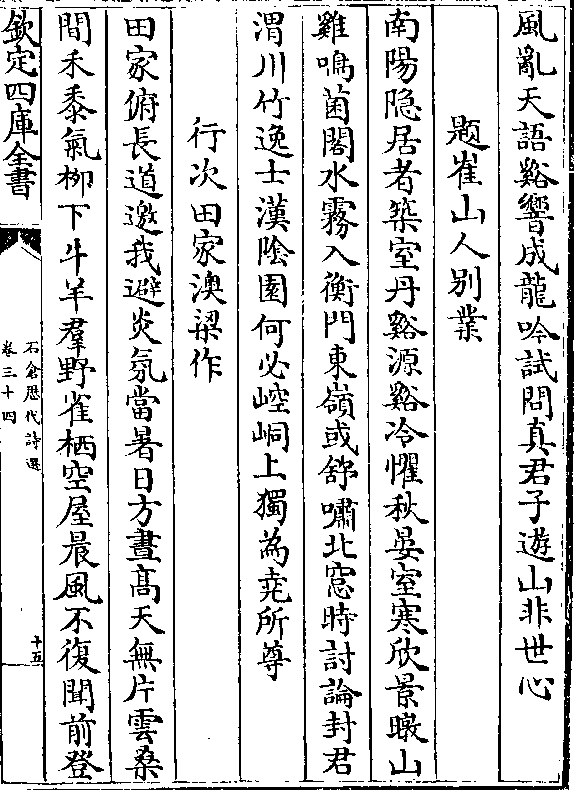 風亂天語谿響成龍吟試問真君子遊山非世心
題崔山人别業
南陽隐居者築室丹谿源谿冷懼秋晏室寒欣景暾山
雞鳴菌閣水霧入衡門東嶺或舒嘯北窓時討論封君
渭川竹逸士漢陰園何必崆峒上獨為堯所尊
行次田家澳梁作
田家俯長道邀我避炎氛當暑日方晝髙天無片雲桑
間禾黍氣栁下牛羊羣野雀栖空屋晨風不復聞前登
欽定四庫全書
石倉歴代詩選
卷三十四
十五